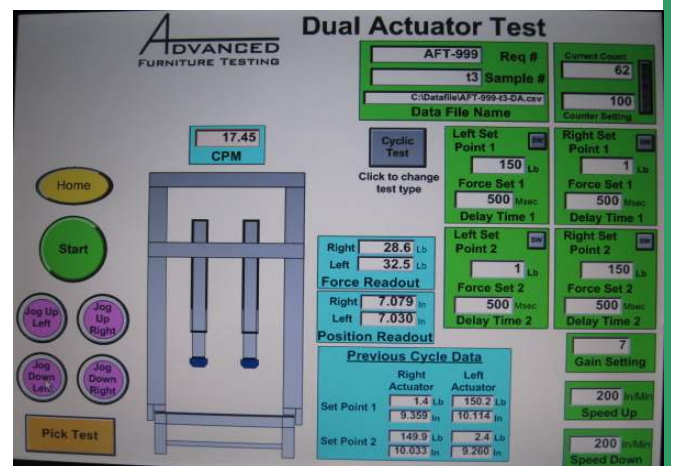 Dual Actuator Test
ADVANCED
FURNITURE TESTING
AFT-999 Req #
t3 Sample #
C:\Datafile\AFT-999-t3-DA.csv
Data File Name
Current Count
62
100
Counter Setting
17.45
CPM
Cyclic
Test
Click to change
test type
Left Set
Point 1
SW
150 Lb
Force Set 1
500 Msec
Delay Time 1
Right Set
Point 1
SW
1 Lb
Force Set 1
500 Msec
Delay Time 1
Home
Start
Jog Up
Left
Jog
Up
Right
Jog
Down
Left
Jog
Down
Right
Pick Test
Right 28.6 Lb
Left 32.5 Lb
Force Readout
Right 7.079 In
Left 7.030 In
Position Readout
Left Set
Point 2
SW
1 Lb
Force Set 2
500 Msec
Delay Time 2
Right Set
Point 2
SW
150 Lb
Force Set 2
500 Msec
Delay Time 2
Previous Cycle Data
Right
Actuator
Left
Actuator
Set Point 1 1.4 Lb 150.2 Lb
9.359 In 10.114 In
Set Point 2 149.9 Lb 2.4 Lb
10.033 In 9.260 In
7
Gain Setting
200 In/Min
Speed Up
200 In/Min
Speed Down